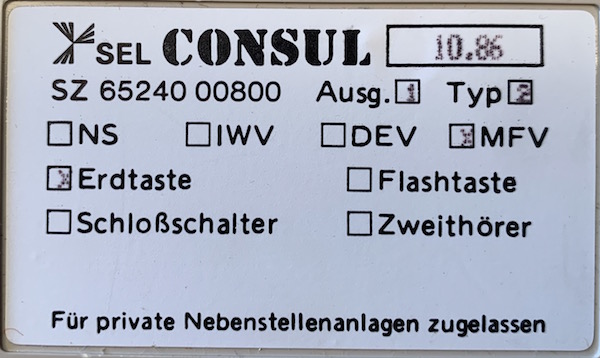 SEL CONSUL 10.86
SZ 65240 00800 Ausg. 1 Typ 2
☐ NS ☐ IWV ☐ DEV ☒ MFV
☒ Erdtaste ☐ Flashtaste
☐ Schloßschalter ☐ Zweithörer
Für private Nebenstellenanlagen zugelassen